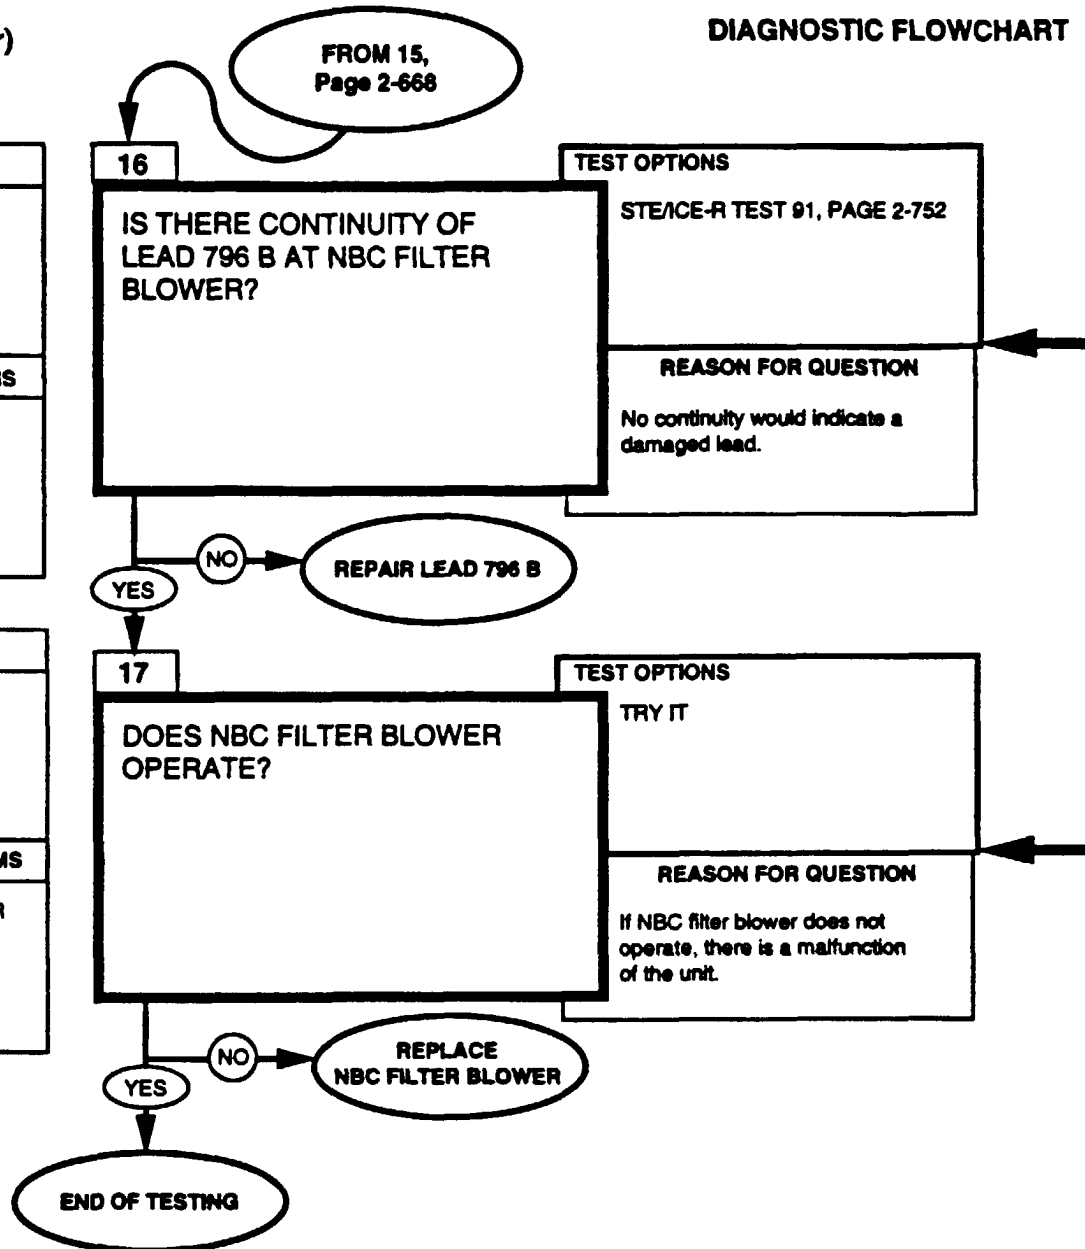 r)
DIAGNOSTIC FLOWCHART
FROM 15,
Page 2-668
16
IS THERE CONTINUITY OF
LEAD 796 B AT NBC FILTER
BLOWER?
TEST OPTIONS
STE/ICE-R TEST 91, PAGE 2-752
REASON FOR QUESTION
No continuity would indicate a
damaged lead.
NO
REPAIR LEAD 796 B
YES
17
DOES NBC FILTER BLOWER
OPERATE?
TEST OPTIONS
TRY IT
REASON FOR QUESTION
If NBC filter blower does not
operate, there is a malfunction
of the unit.
NO
REPLACE
NBC FILTER BLOWER
YES
END OF TESTING
MS
R